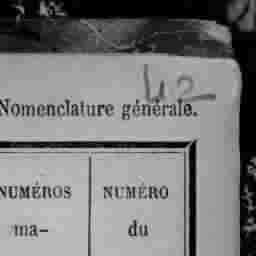 42
Nomenclature générale.
NUMÉROS NUMÉRO
ma- du